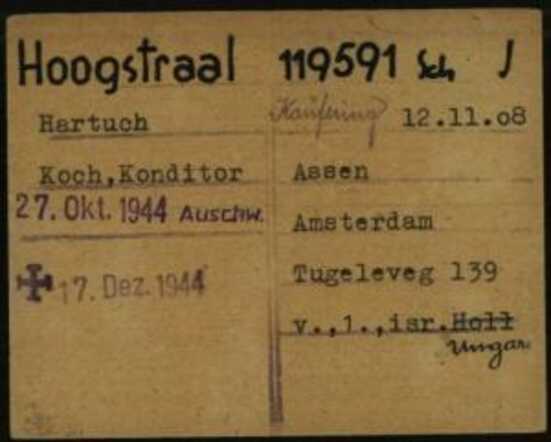 Hoogstraal 119591 Sch J
Hartuch Kaufering 12.11.08
Koch,Konditor Assen
27. Okt. 1944 Auschw. Amsterdam
17. Dez. 1944 Tugeleveg 139
v.,1.,isr.Holl
Ungar.